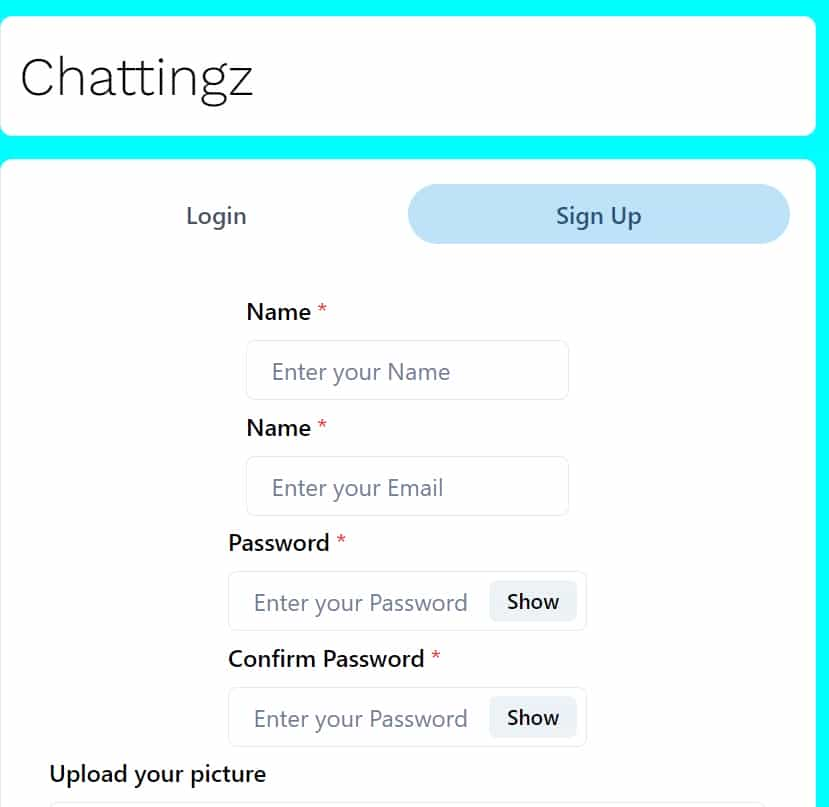 Chattingz
Login Sign Up
Name *
Enter your Name
Name *
Enter your Email
Password *
Enter your Password Show
Confirm Password *
Enter your Password Show
Upload your picture